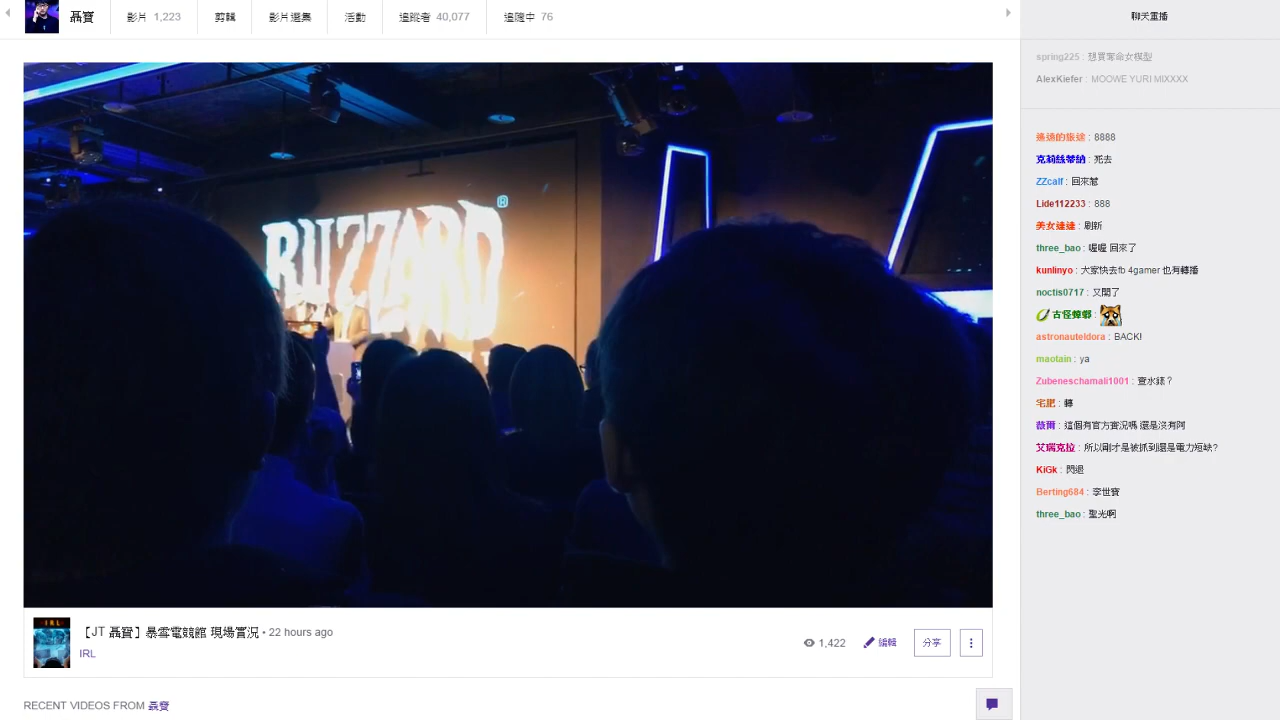 聶寶 影片 1,223 剪輯 影片選集 活動 追蹤者 40,077 追隨中 76
BLIZZARD
【JT 聶寶】暴雪電競館 現場實況 • 22 hours ago
IRL
IRL
1,422 編輯 分享
RECENT VIDEOS FROM 聶寶
聊天重播
spring225 : 想買奪命女模型
AlexKiefer : MOOWE YURI MIXXXX
遙遠的旅途 : 8888
克莉絲蒂納 : 死去
ZZcalf : 回來惹
Lide112233 : 888
美女達達 : 刷新
three_bao : 喔喔 回來了
kunlinyo : 大家快去fb 4gamer 也有轉播
noctis0717 : 又開了
古怪蟑螂 :
astronauteldora : BACK!
maotain : ya
Zubeneschamali1001 : 查水錶？
宅肥 : 轉
薇爾 : 這個有官方實況嗎 還是沒有阿
艾瑞克拉 : 所以剛才是被抓到還是電力短缺?
KiGk : 閃退
Berting684 : 李世寶
three_bao : 聖光啊